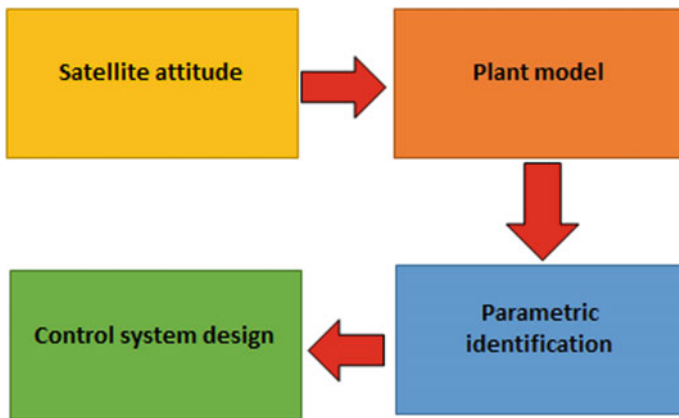 Satellite attitude
Plant model
Parametric
identification
Control system design